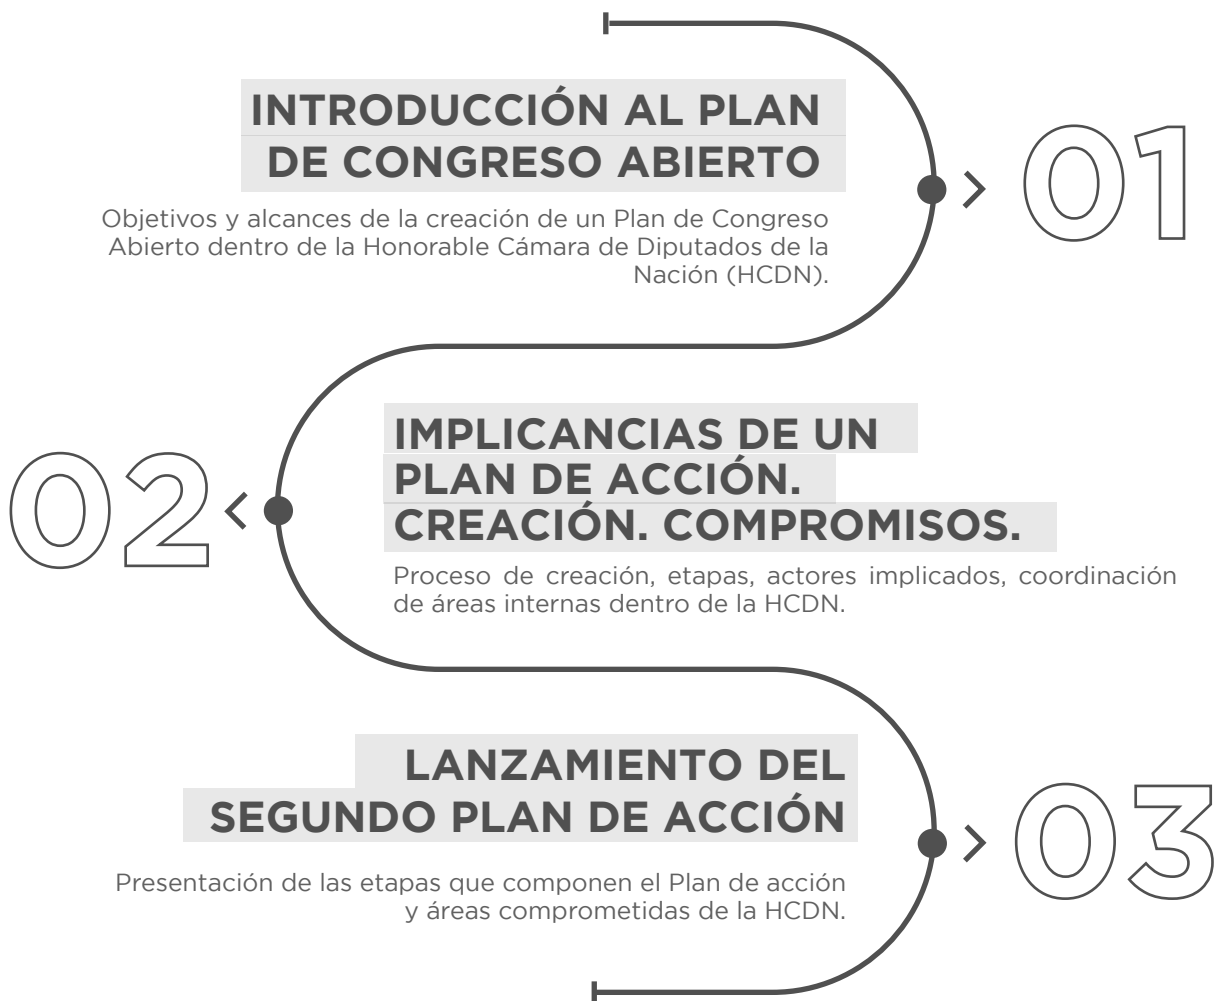 INTRODUCCIÓN AL PLAN
DE CONGRESO ABIERTO
01
Objetivos y alcances de la creación de un Plan de Congreso
Abierto dentro de la Honorable Cámara de Diputados de la
Nación (HCDN).
02
IMPLICANCIAS DE UN
PLAN DE ACCIÓN.
CREACIÓN. COMPROMISOS.
Proceso de creación, etapas, actores implicados, coordinación
de áreas internas dentro de la HCDN.
LANZAMIENTO DEL
SEGUNDO PLAN DE ACCIÓN
03
Presentación de las etapas que componen el Plan de acción
y áreas comprometidas de la HCDN.